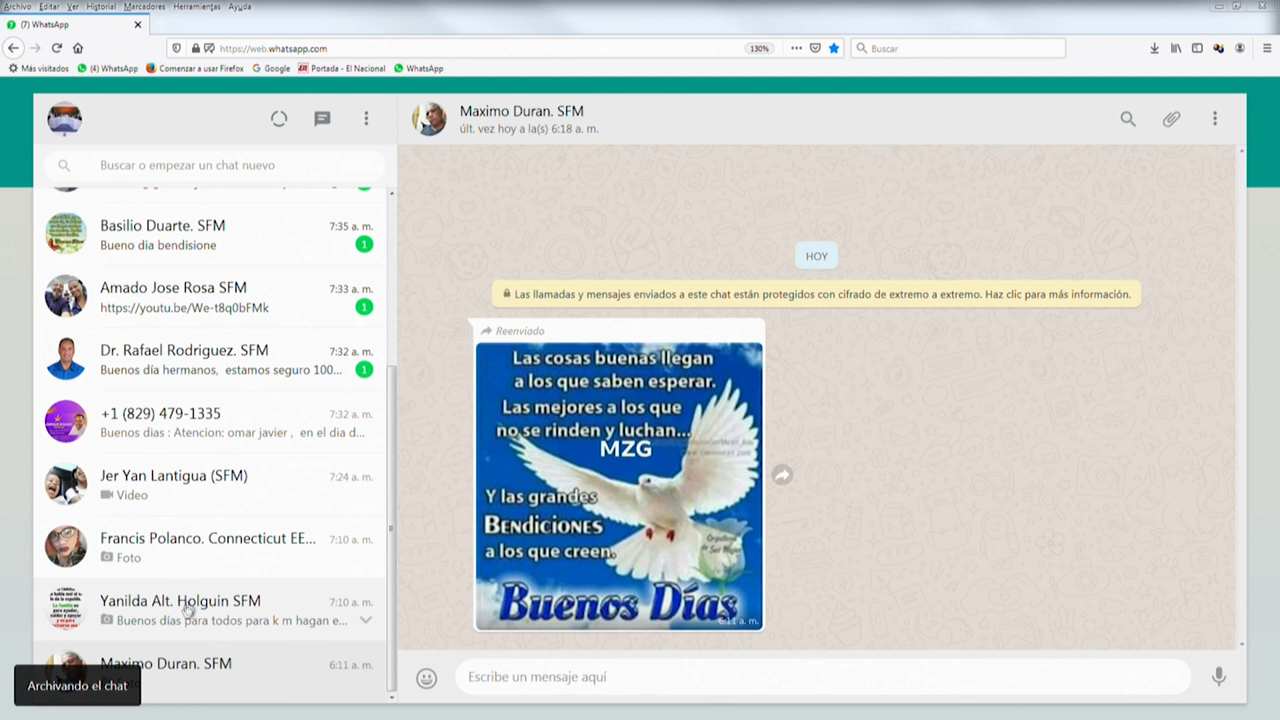 Archivo Editar Ver Historial Marcadores Herramientas Ayuda
(7) WhatsApp
https://web.whatsapp.com
130%
Buscar
Más visitados (4) WhatsApp Comenzar a usar Firefox Google Portada - El Nacional WhatsApp
Maximo Duran. SFM
últ. vez hoy a la(s) 6:18 a. m.
Buscar o empezar un chat nuevo
Basilio Duarte. SFM 7:35 a. m.
Bueno dia bendisione 1
Amado Jose Rosa SFM 7:33 a. m.
https://youtu.be/We-t8q0bFMk 1
Dr. Rafael Rodriguez. SFM 7:32 a. m.
Buenos día hermanos, estamos seguro 100... 1
+1 (829) 479-1335 7:32 a. m.
Buenos dias : Atencion: omar javier , en el dia d...
Jer Yan Lantigua (SFM) 7:24 a. m.
Video
Francis Polanco. Connecticut EE... 7:10 a. m.
Foto
Yanilda Alt. Holguin SFM 7:10 a. m.
Buenos días para todos para k m hagan e...
Maximo Duran. SFM 6:11 a. m.
Archivando el chat
HOY
Las llamadas y mensajes enviados a este chat están protegidos con cifrado de extremo a extremo. Haz clic para más información.
Reenviado
Las cosas buenas llegan
a los que saben esperar.
Las mejores a los que
no se rinden y luchan...
MZG
Y las grandes
BENDICIONES
a los que creen.
Orgullosa
de Ser Mujer
Buenos Días
6:11 a. m.
Escribe un mensaje aquí